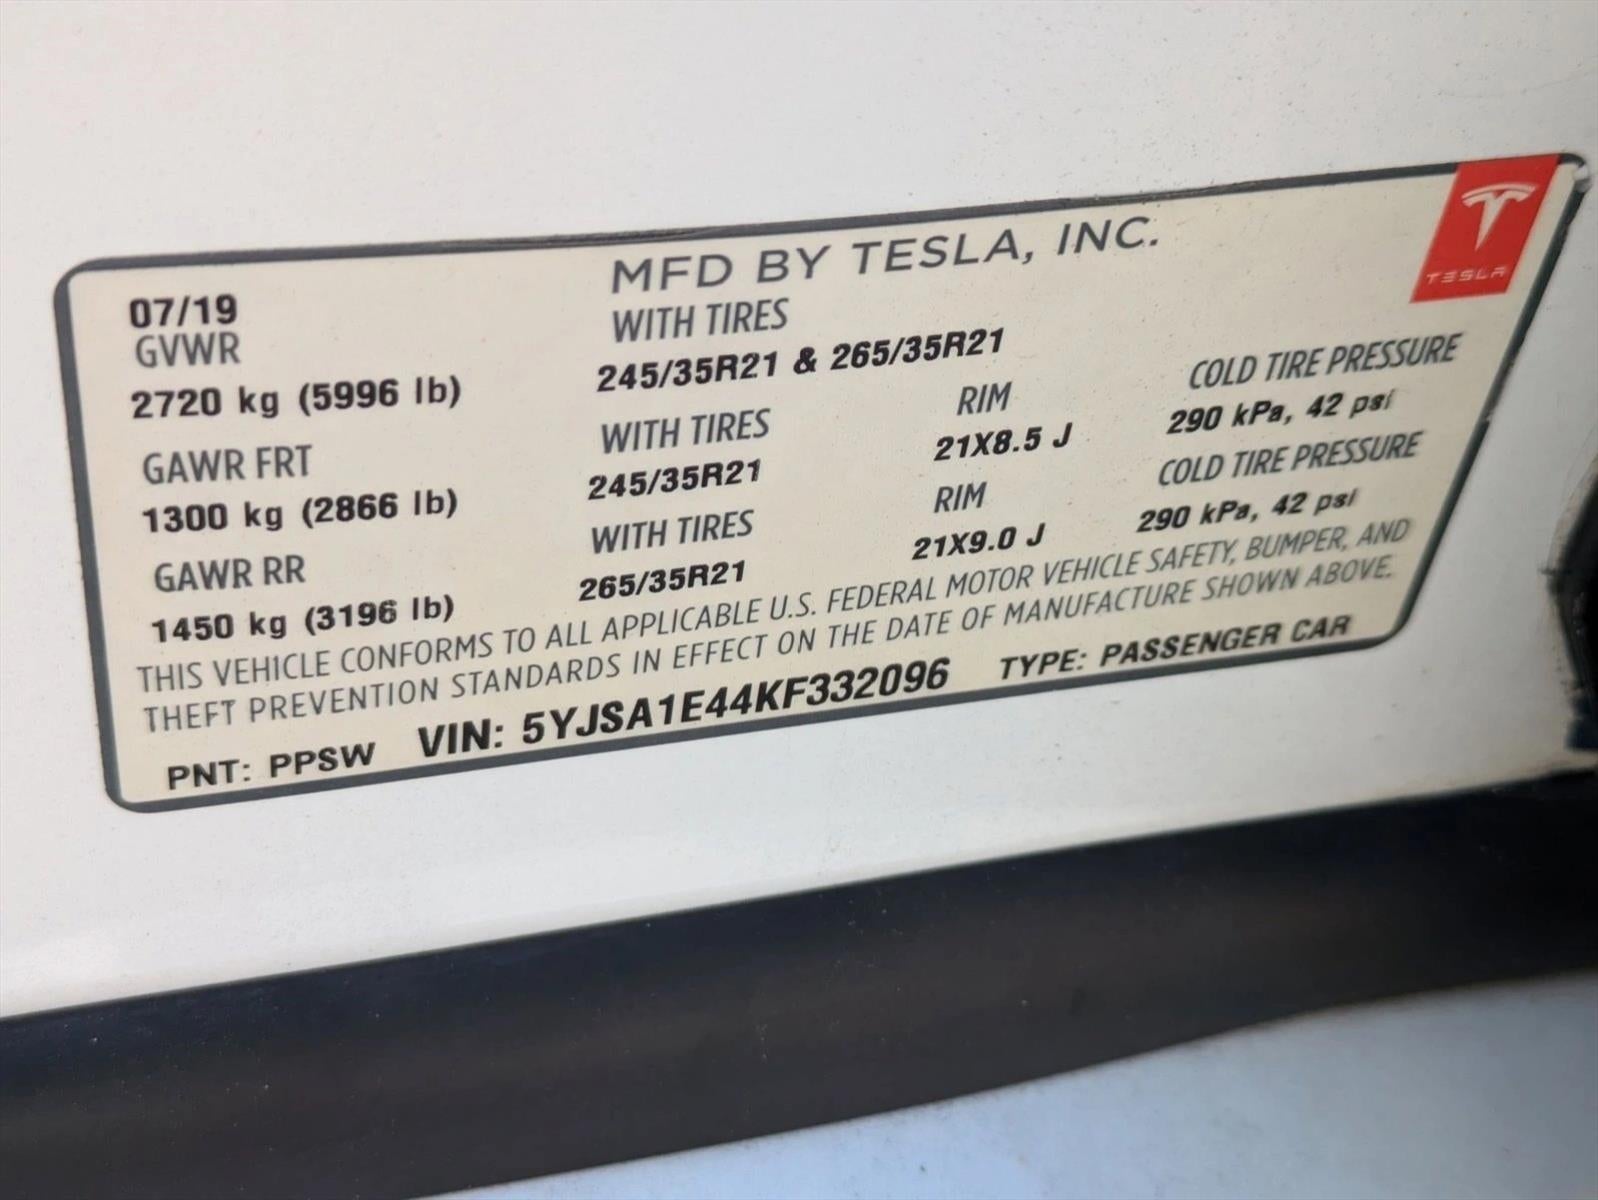 MFD BY TESLA, INC.
TESLA
07/19
GVWR WITH TIRES
2720 kg (5996 lb) 245/35R21 & 265/35R21
GAWR FRT WITH TIRES RIM COLD TIRE PRESSURE
1300 kg (2866 lb) 245/35R21 21X8.5 J 290 kPa, 42 psi
GAWR RR WITH TIRES RIM COLD TIRE PRESSURE
1450 kg (3196 lb) 265/35R21 21X9.0 J 290 kPa, 42 psi
THIS VEHICLE CONFORMS TO ALL APPLICABLE U.S. FEDERAL MOTOR VEHICLE SAFETY, BUMPER, AND
THEFT PREVENTION STANDARDS IN EFFECT ON THE DATE OF MANUFACTURE SHOWN ABOVE.
PNT: PPSW VIN: 5YJSA1E44KF332096 TYPE: PASSENGER CAR